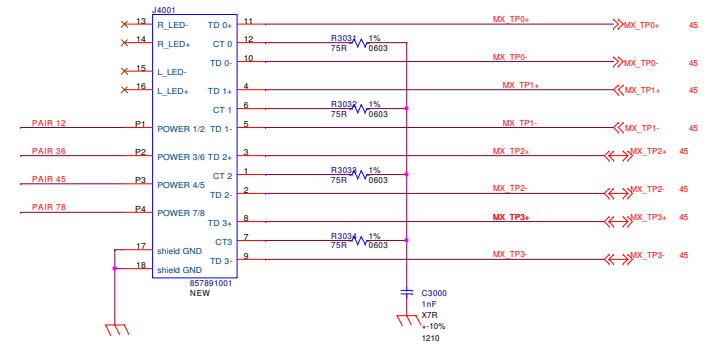 J4001
13 R_LED- TD 0+ 11 MX_TP0+ MX_TP0+ 45
14 R_LED+ CT 0 12 R3031 1% 75R 0603
TD 0- 10 MX_TP0- MX_TP0- 45
15 L_LED-
16 L_LED+ TD 1+ 4 MX_TP1+ MX_TP1+ 45
CT 1 6 R3032 1% 75R 0603
PAIR 12 P1 POWER 1/2 TD 1- 5 MX_TP1- MX_TP1- 45
PAIR 36 P2 POWER 3/6 TD 2+ 3 MX_TP2+ MX_TP2+ 45
CT 2 1 R3033 1% 75R 0603
PAIR 45 P3 POWER 4/5
TD 2- 2 MX_TP2- MX_TP2- 45
PAIR 78 P4 POWER 7/8
TD 3+ 8 MX_TP3+ MX_TP3+ 45
CT3 7 R3034 1% 75R 0603
17 shield GND
TD 3- 9 MX_TP3- MX_TP3- 45
18 shield GND
857891001
NEW
C3000
1nF
X7R
+-10%
1210